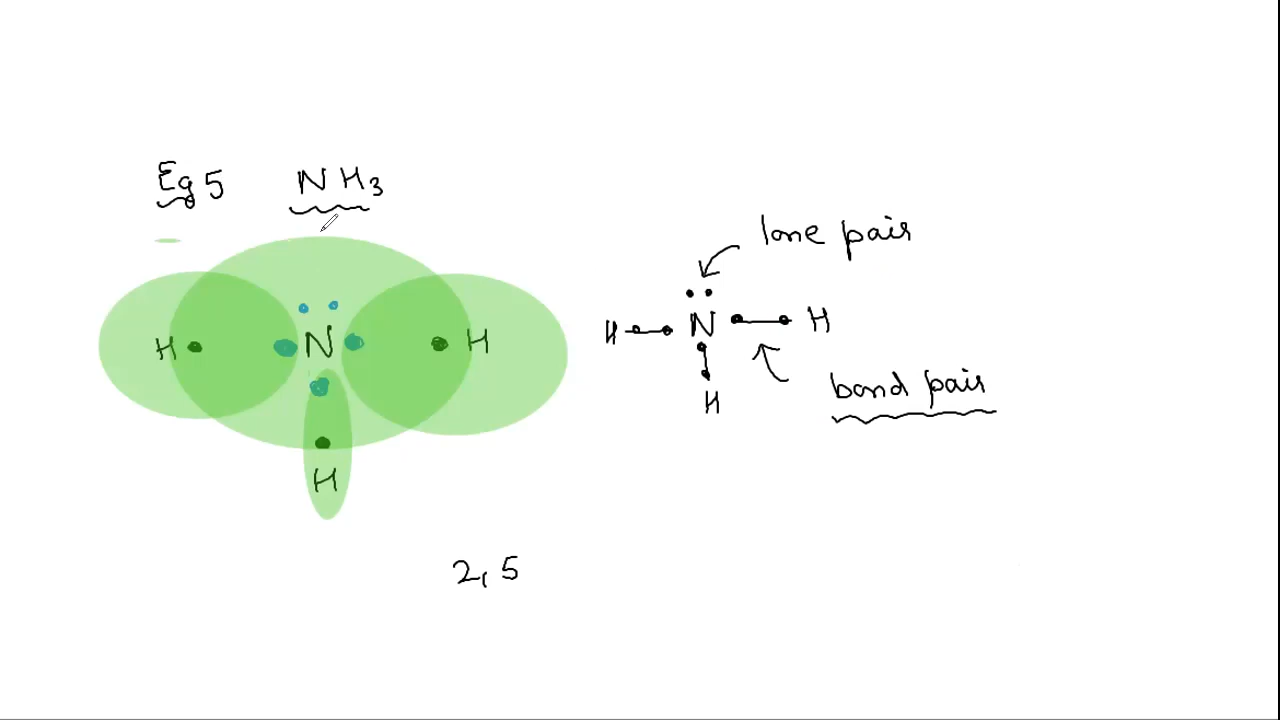 Eg 5 NH3
lone pair
H N H
H N H
bond pair
H
H
2, 5